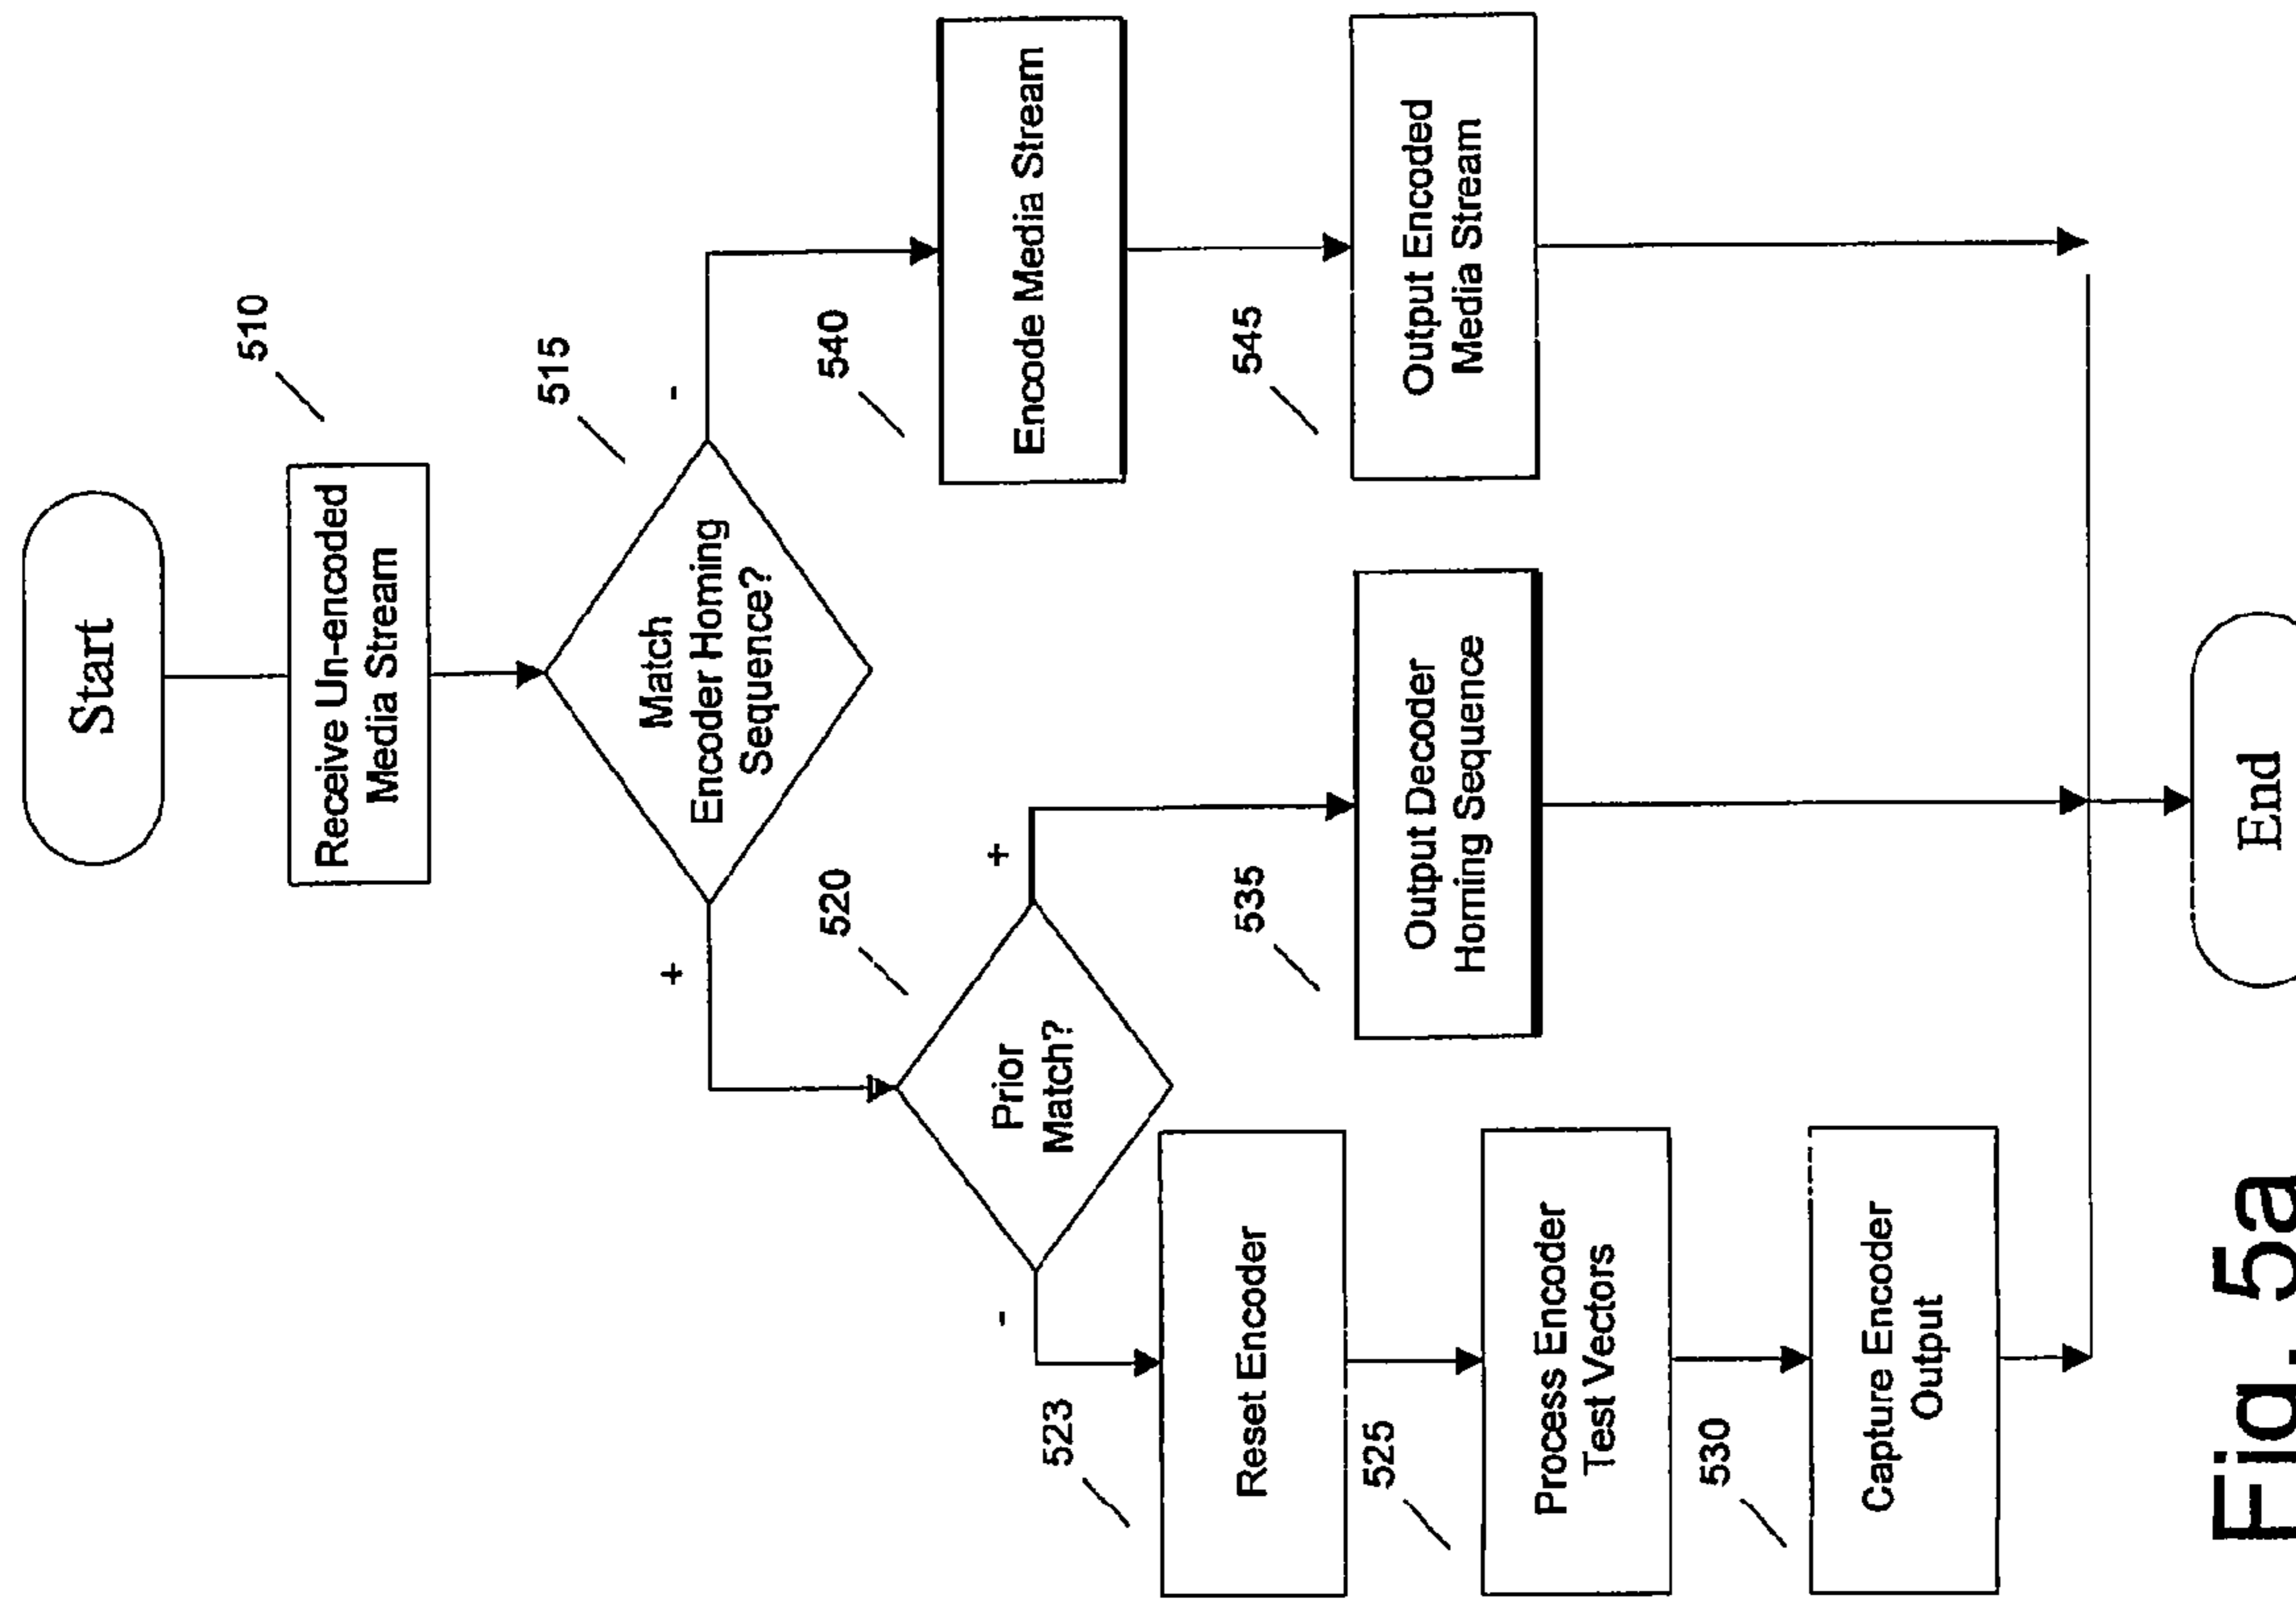 Start
510
Receive Un-encoded
Media Stream
515
Match
Encoder Homing
Sequence?
+
-
520
Prior
Match?
-
+
540
Encode Media Stream
523
Reset Encoder
535
Output Decoder
Homing Sequence
545
Output Encoded
Media Stream
525
Process Encoder
Test Vectors
530
Capture Encoder
Output
End
Fig. 5a